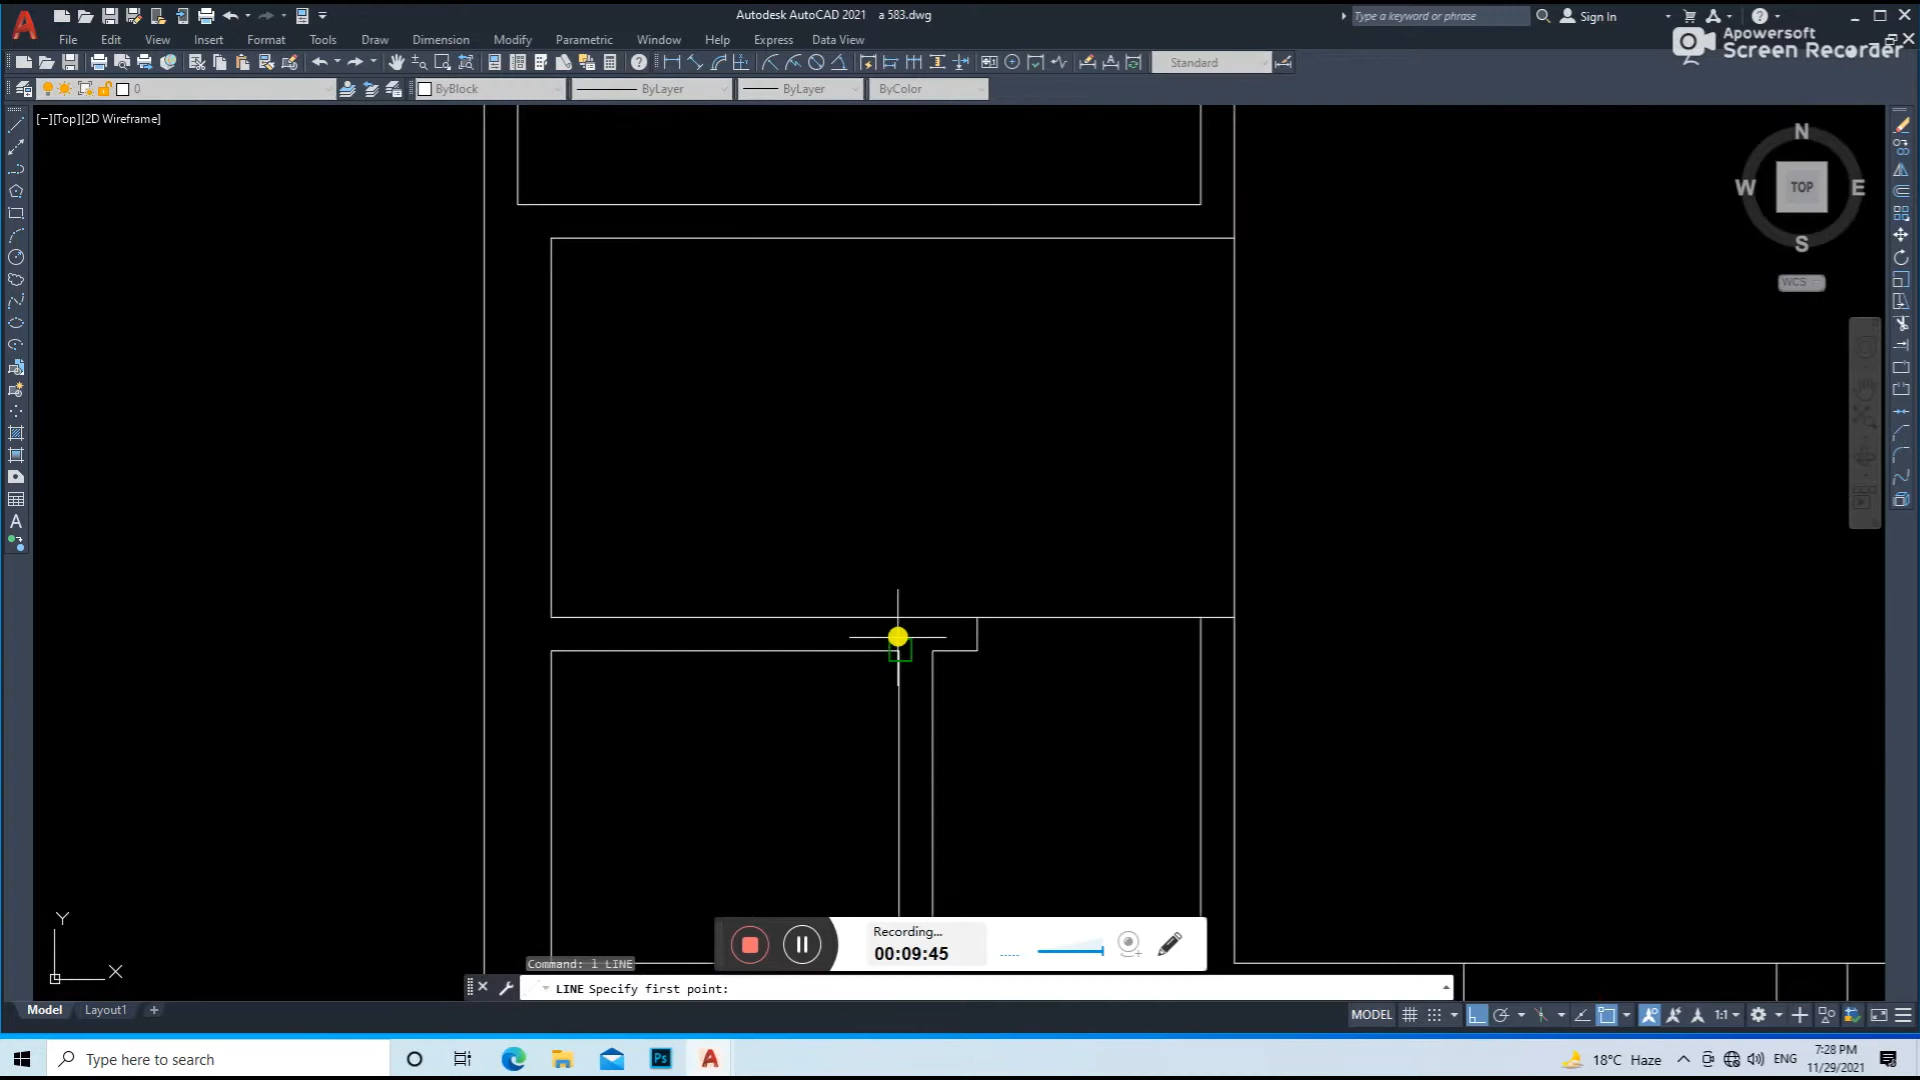 Autodesk AutoCAD 2021 a 583.dwg
Type a keyword or phrase
Sign In
File Edit View Insert Format Tools Draw Dimension Modify Parametric Window Help Express Data View
Apowersoft
Screen Recorder
Standard
0
ByBlock
ByLayer
ByLayer
ByColor
[−][Top][2D Wireframe]
N
W TOP E
S
WCS
Y
X
Recording...
00:09:45
Command: l LINE
LINE Specify first point:
Model Layout1 +
MODEL
1:1
Type here to search
Ps
18°C Haze
ENG
7:28 PM
11/29/2021